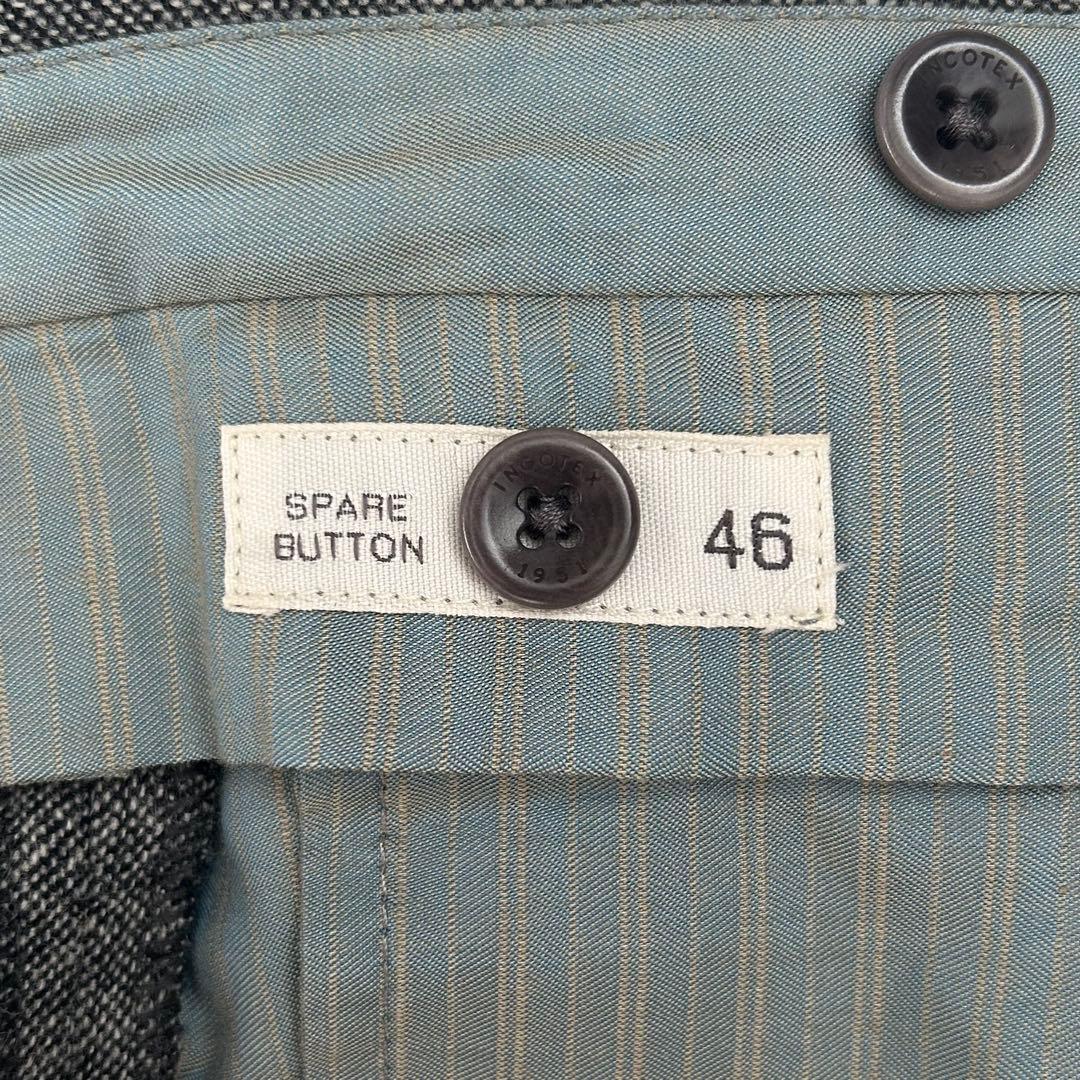 INCOTEX
1951
SPARE
BUTTON
INCOTEX
1951
46